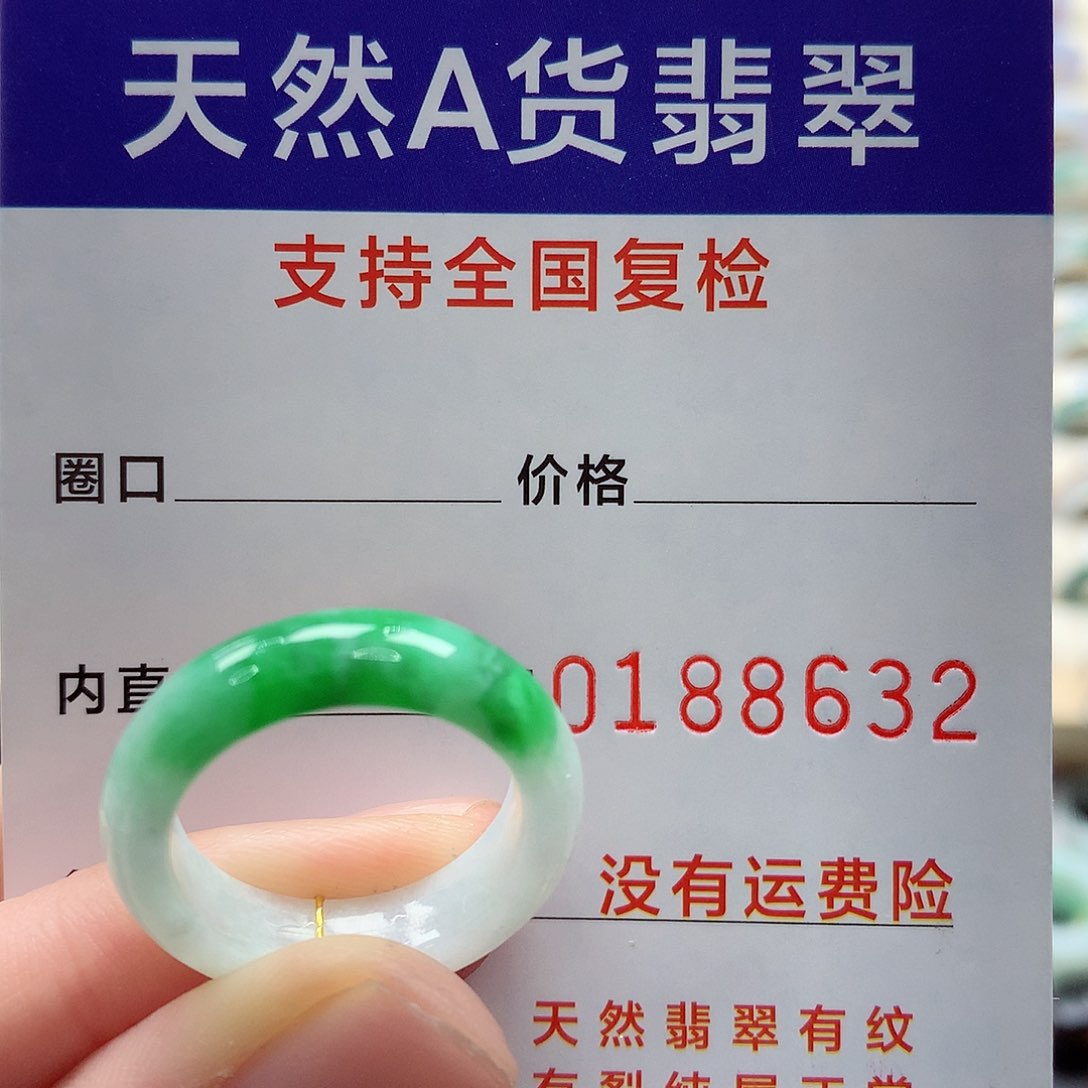 天然A货翡翠
支持全国复检
圈口 价格
内直 0188632
没有运费险
天然翡翠有纹